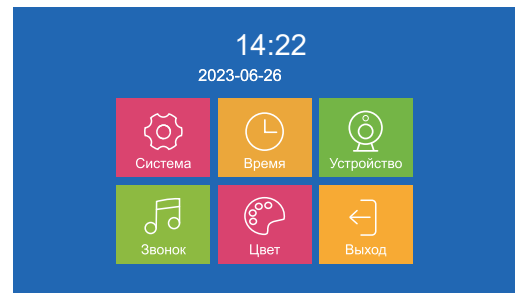 14:22
2023-06-26
Система
Время
Устройство
Звонок
Цвет
Выход